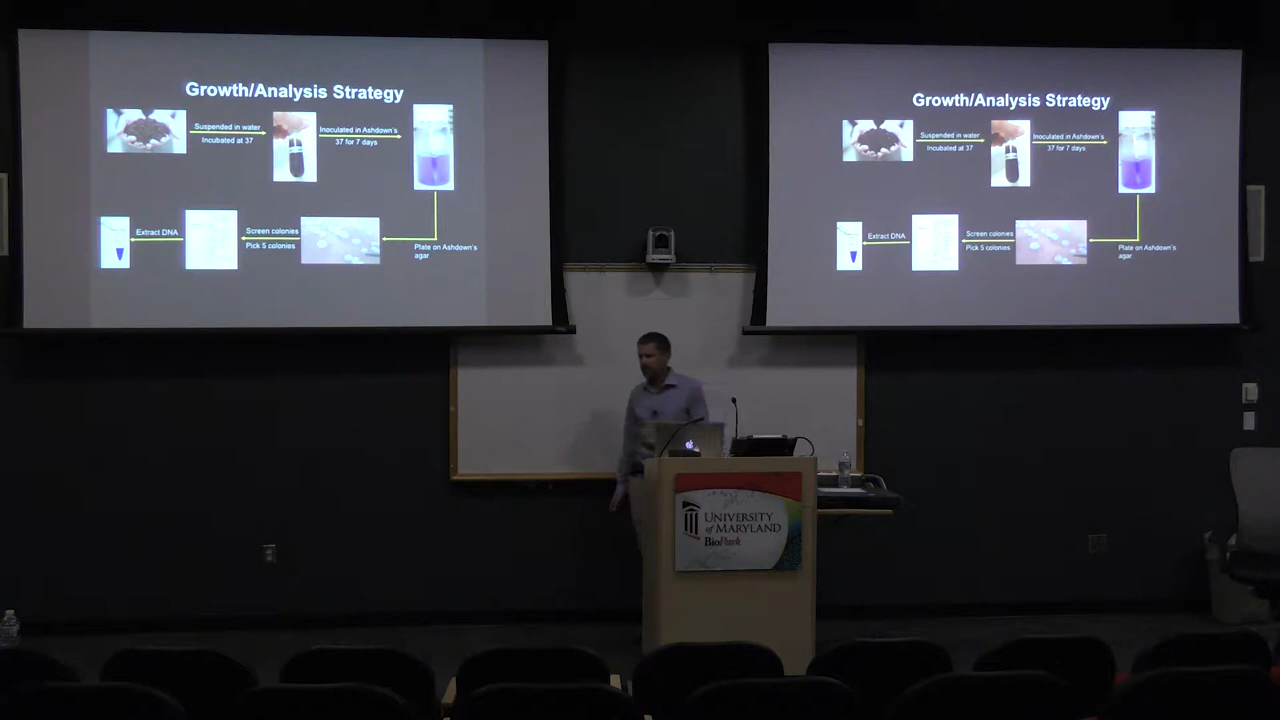 Growth/Analysis Strategy
Suspended in water
Incubated at 37
Inoculated in Ashdown's
37 for 7 days
Extract DNA
Screen colonies
Pick 5 colonies
Plate on Ashdown's
agar
Growth/Analysis Strategy
Suspended in water
Incubated at 37
Inoculated in Ashdown's
37 for 7 days
Extract DNA
Screen colonies
Pick 5 colonies
Plate on Ashdown's
agar
UNIVERSITY
of MARYLAND
BioPark